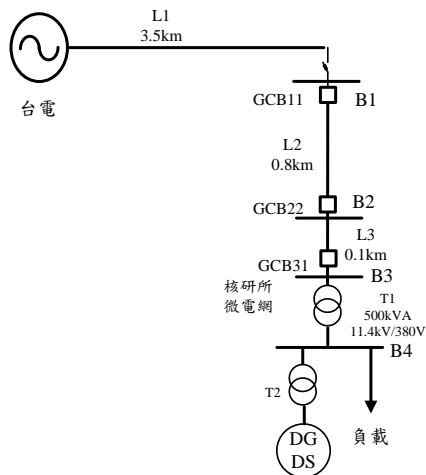 L1
3.5km
台電
GCB11
B1
L2
0.8km
B2
GCB22
L3
0.1km
GCB31
B3
核研所
微電網
T1
500kVA
11.4kV/380V
B4
T2
負載
DG
DS